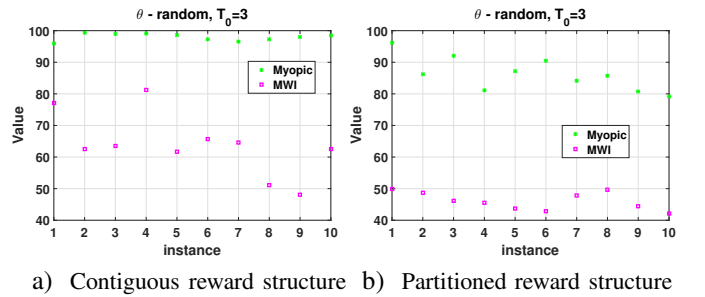 θ - random, T₀=3
Value
100
90
80
70
60
50
40
Myopic
MWI
1 2 3 4 5 6 7 8 9 10
instance
a) Contiguous reward structure
θ - random, T₀=3
Value
100
90
80
70
60
50
40
Myopic
MWI
1 2 3 4 5 6 7 8 9 10
instance
b) Partitioned reward structure